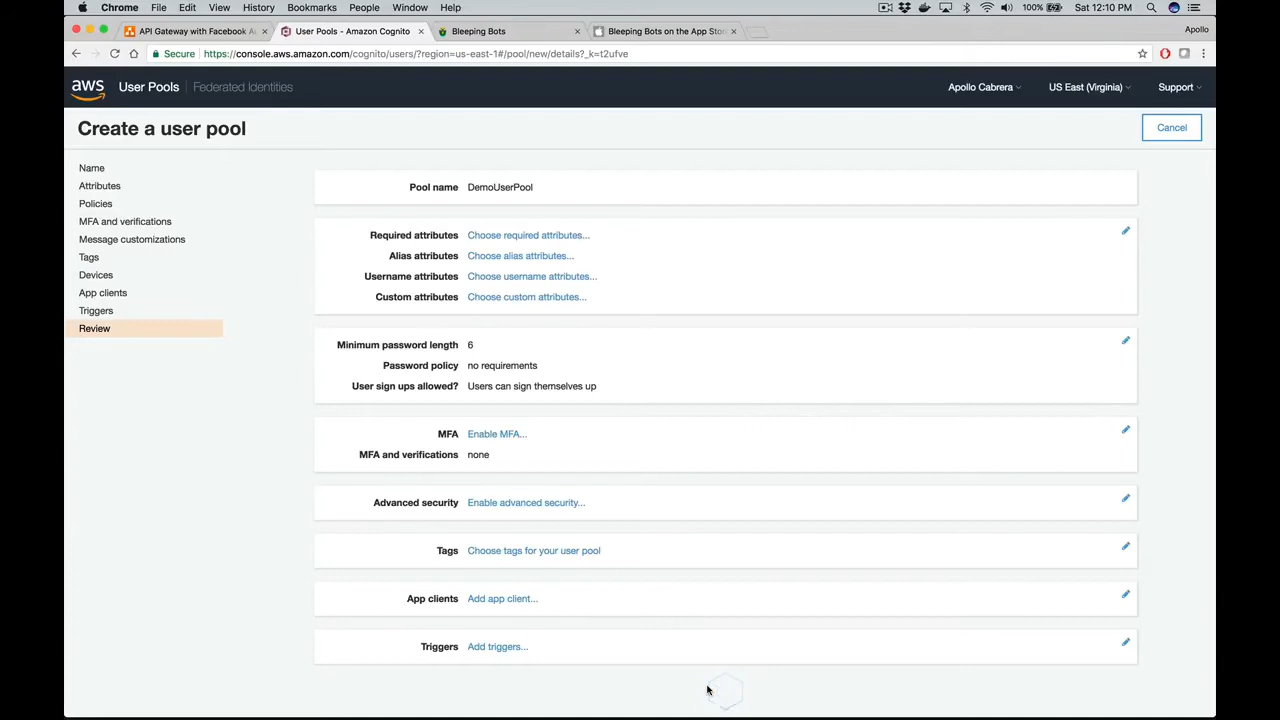 Chrome File Edit View History Bookmarks People Window Help 100% Sat 12:10 PM
API Gateway with Facebook Au × User Pools - Amazon Cognito × Bleeping Bots × Bleeping Bots on the App Stor × Apollo
Secure https://console.aws.amazon.com/cognito/users/?region=us-east-1#/pool/new/details?_k=t2ufve
aws User Pools Federated Identities Apollo Cabrera US East (Virginia) Support
Create a user pool Cancel
Name
Attributes
Policies
MFA and verifications
Message customizations
Tags
Devices
App clients
Triggers
Review
Pool name DemoUserPool
Required attributes Choose required attributes...
Alias attributes Choose alias attributes...
Username attributes Choose username attributes...
Custom attributes Choose custom attributes...
Minimum password length 6
Password policy no requirements
User sign ups allowed? Users can sign themselves up
MFA Enable MFA...
MFA and verifications none
Advanced security Enable advanced security...
Tags Choose tags for your user pool
App clients Add app client...
Triggers Add triggers...